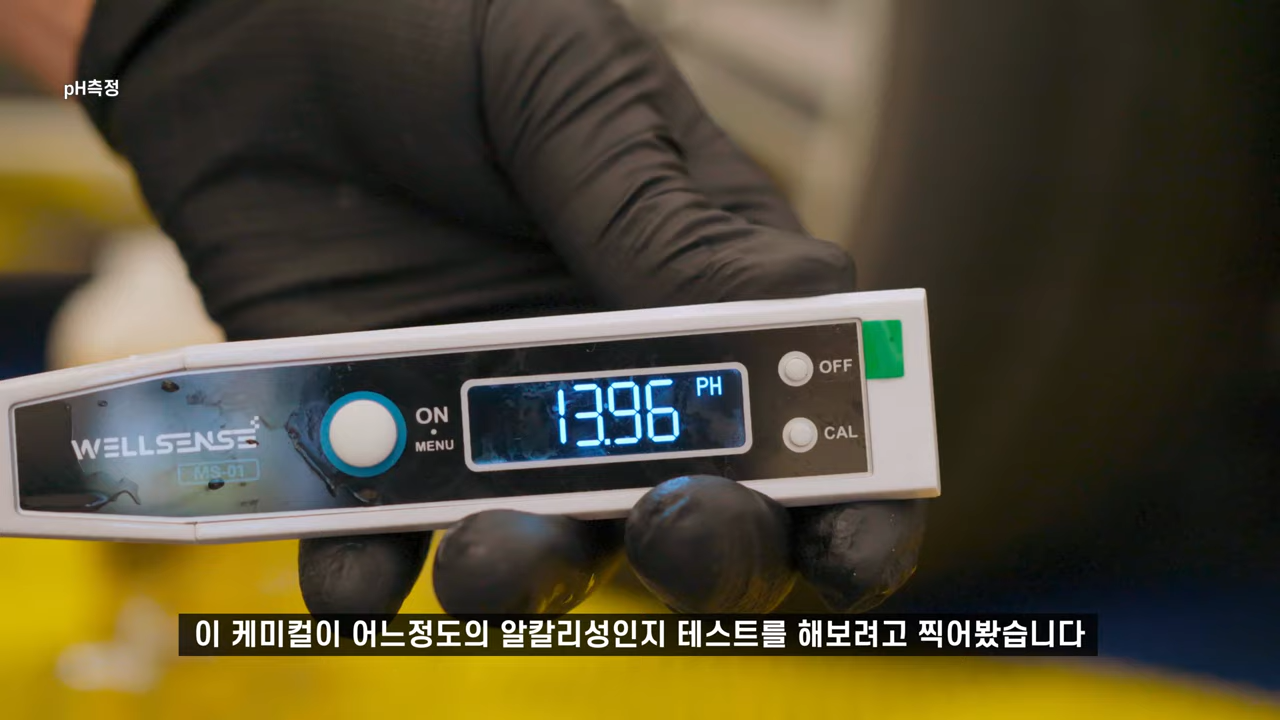 pH측정
WELLSENSE
MS-01
ON
MENU
13.96 PH
OFF
CAL
이 케미컬이 어느정도의 알칼리성인지 테스트를 해보려고 찍어봤습니다